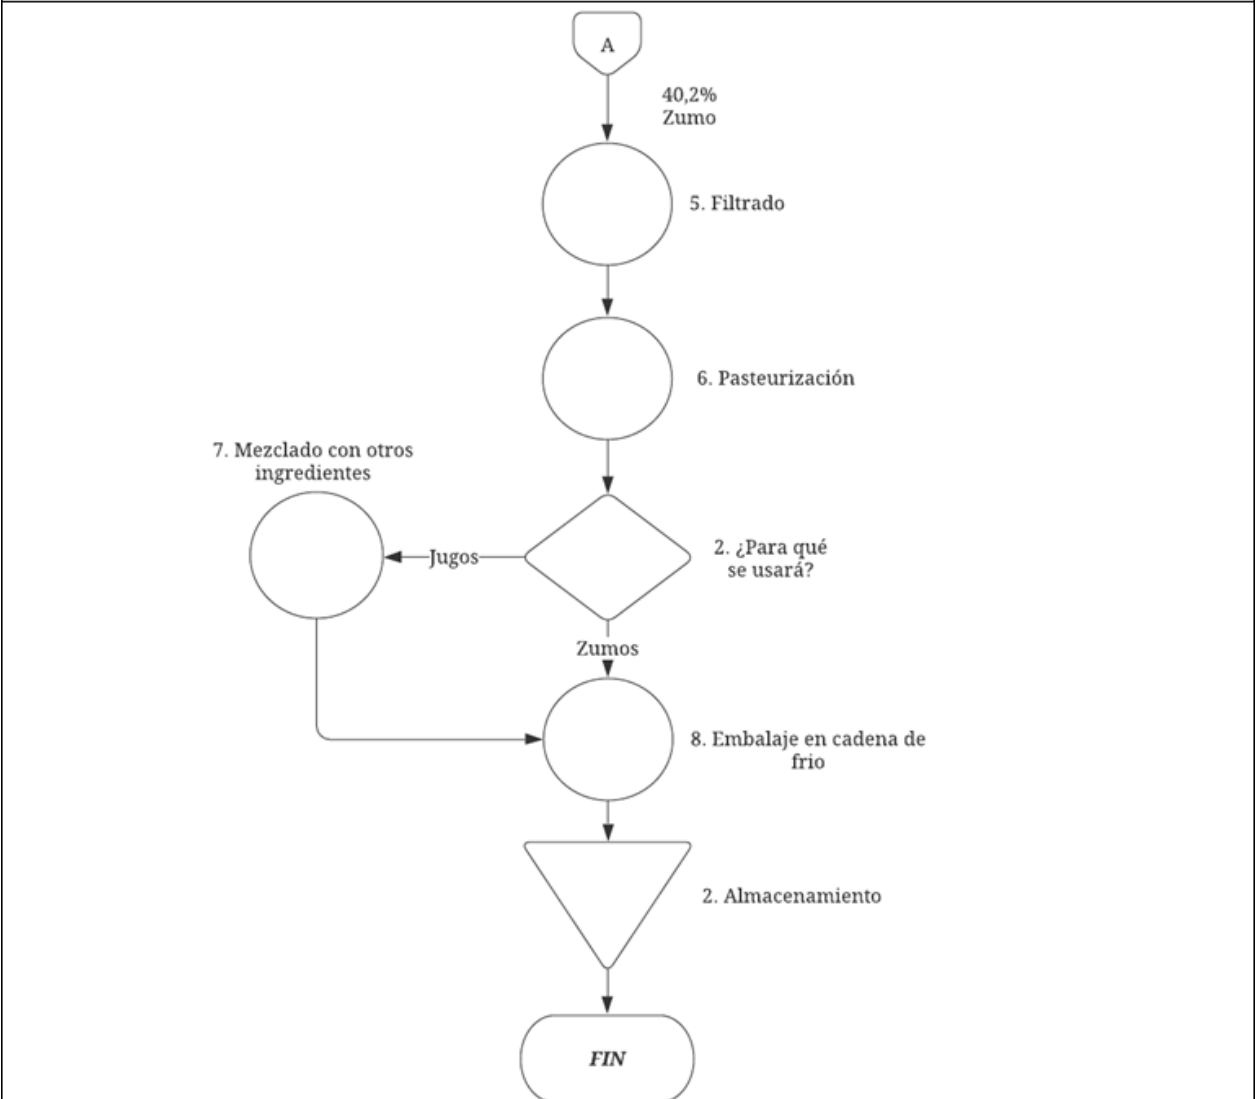 A
40,2%
Zumo
5. Filtrado
6. Pasteurización
7. Mezclado con otros
ingredientes
Jugos
2. ¿Para qué
se usará?
Zumos
8. Embalaje en cadena de
frio
2. Almacenamiento
FIN